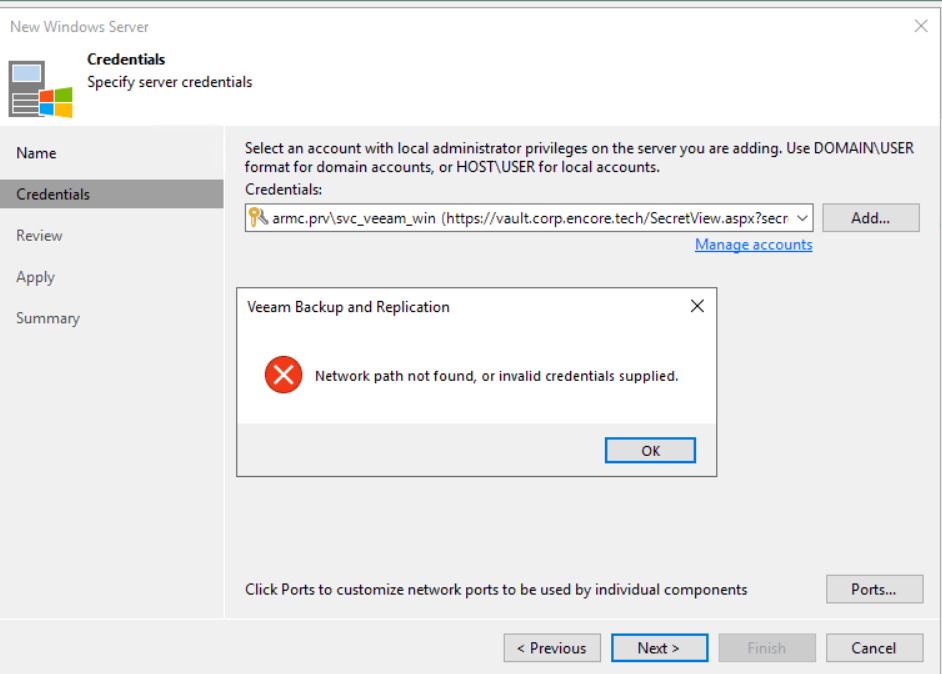 New Windows Server
Credentials
Specify server credentials
Name
Credentials
Review
Apply
Summary
Select an account with local administrator privileges on the server you are adding. Use DOMAIN\USER
format for domain accounts, or HOST\USER for local accounts.
Credentials:
armc.prv\svc_veeam_win (https://vault.corp.encore.tech/SecretView.aspx?secr
Add...
Manage accounts
Veeam Backup and Replication
Network path not found, or invalid credentials supplied.
OK
Click Ports to customize network ports to be used by individual components
Ports...
< Previous
Next >
Finish
Cancel